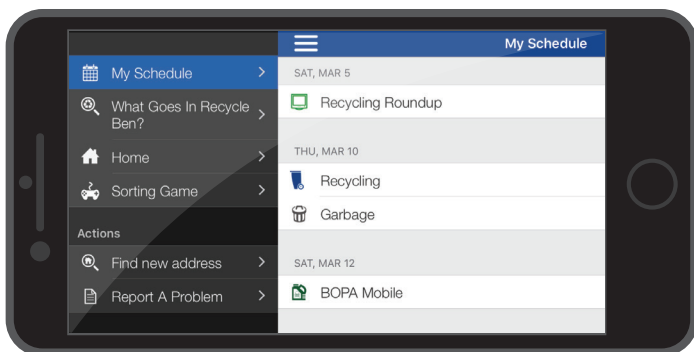 My Schedule
What Goes In Recycle
Ben?
Home
Sorting Game
Actions
Find new address
Report A Problem
My Schedule
SAT, MAR 5
Recycling Roundup
THU, MAR 10
Recycling
Garbage
SAT, MAR 12
BOPA Mobile